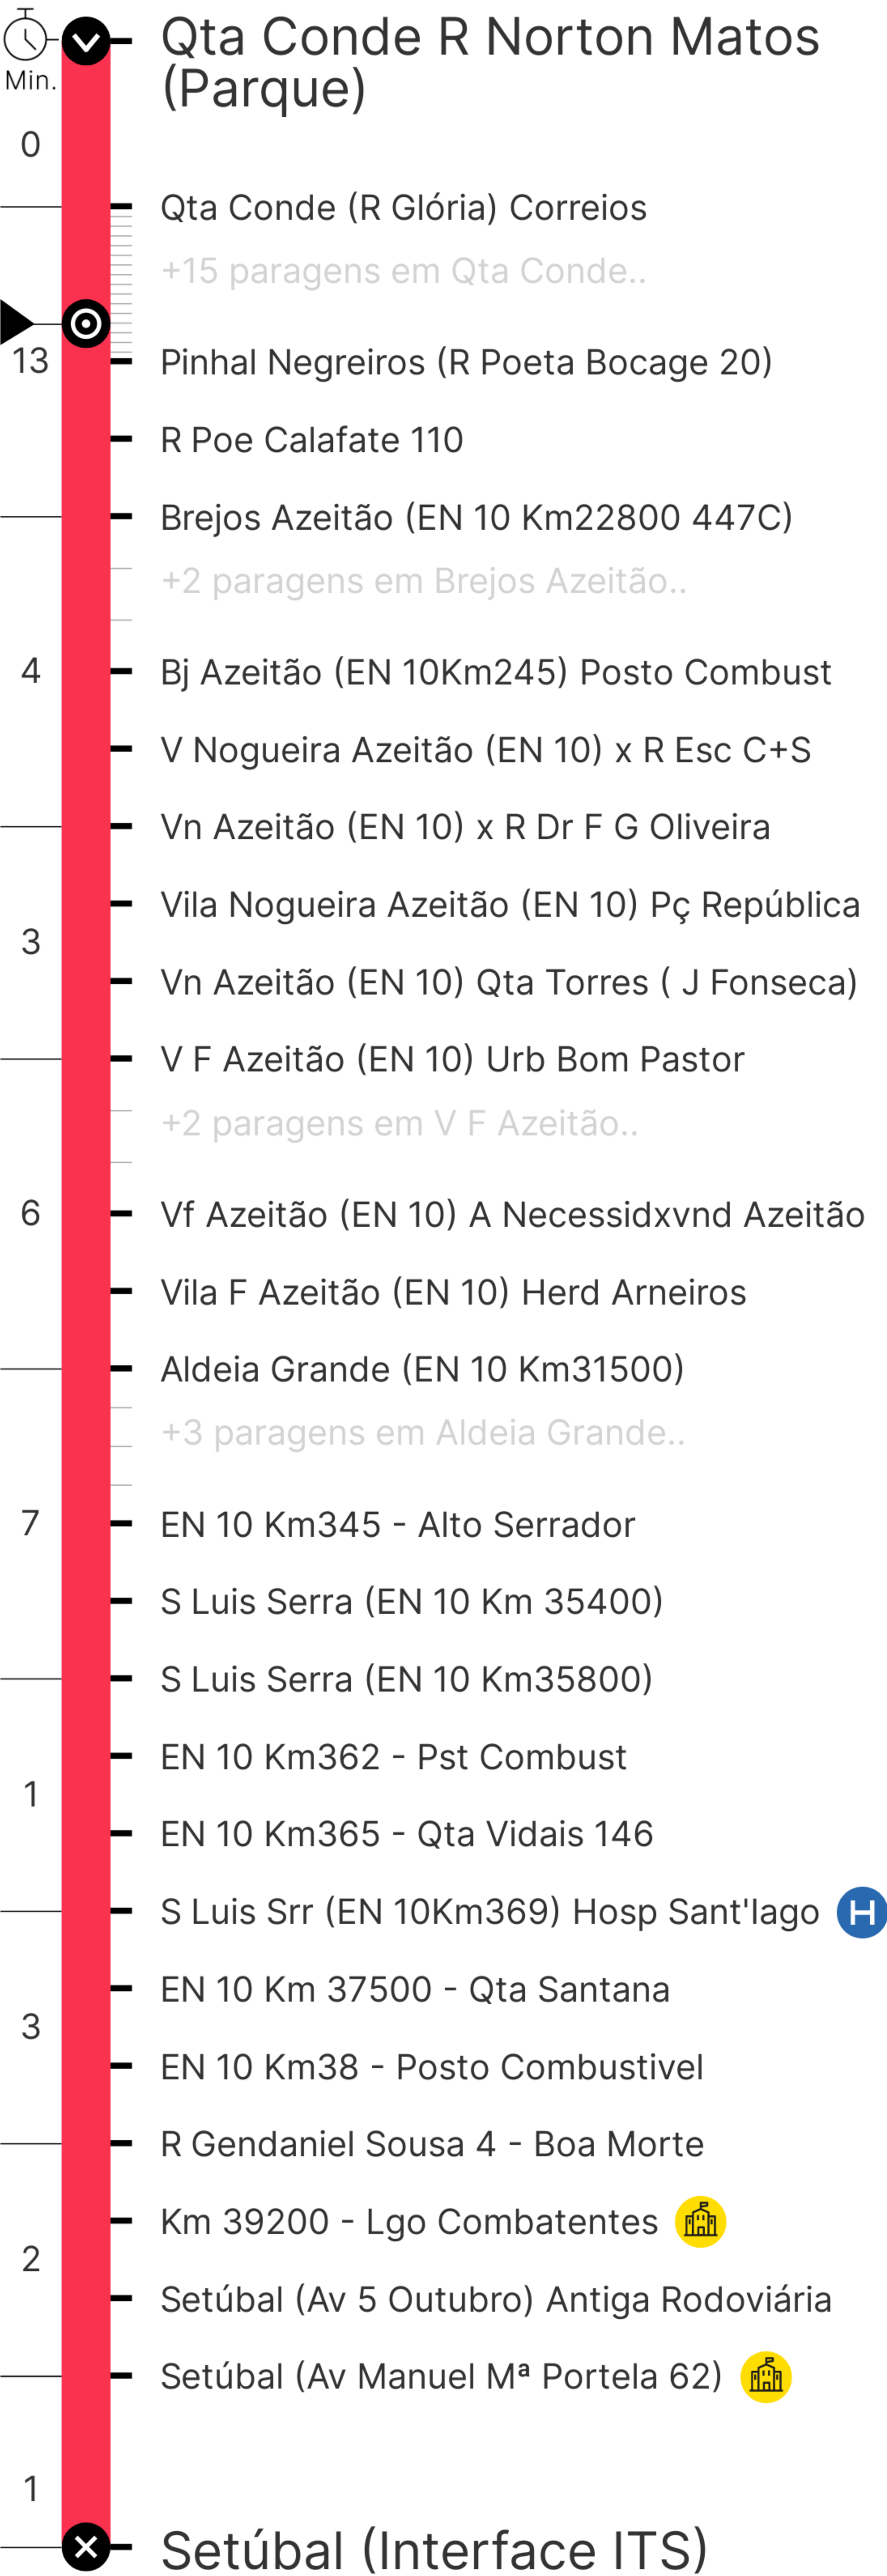 Min.
Qta Conde R Norton Matos
(Parque)
0
Qta Conde (R Glória) Correios
+15 paragens em Qta Conde..
13
Pinhal Negreiros (R Poeta Bocage 20)
R Poe Calafate 110
Brejos Azeitão (EN 10 Km22800 447C)
+2 paragens em Brejos Azeitão..
4
Bj Azeitão (EN 10Km245) Posto Combust
V Nogueira Azeitão (EN 10) x R Esc C+S
Vn Azeitão (EN 10) x R Dr F G Oliveira
Vila Nogueira Azeitão (EN 10) Pç República
3
Vn Azeitão (EN 10) Qta Torres ( J Fonseca)
V F Azeitão (EN 10) Urb Bom Pastor
+2 paragens em V F Azeitão..
6
Vf Azeitão (EN 10) A Necessidxvnd Azeitão
Vila F Azeitão (EN 10) Herd Arneiros
Aldeia Grande (EN 10 Km31500)
+3 paragens em Aldeia Grande..
7
EN 10 Km345 - Alto Serrador
S Luis Serra (EN 10 Km 35400)
S Luis Serra (EN 10 Km35800)
EN 10 Km362 - Pst Combust
1
EN 10 Km365 - Qta Vidais 146
S Luis Srr (EN 10Km369) Hosp Sant'Iago H
EN 10 Km 37500 - Qta Santana
3
EN 10 Km38 - Posto Combustivel
R Gendaniel Sousa 4 - Boa Morte
Km 39200 - Lgo Combatentes
2
Setúbal (Av 5 Outubro) Antiga Rodoviária
Setúbal (Av Manuel Mª Portela 62)
1
Setúbal (Interface ITS)